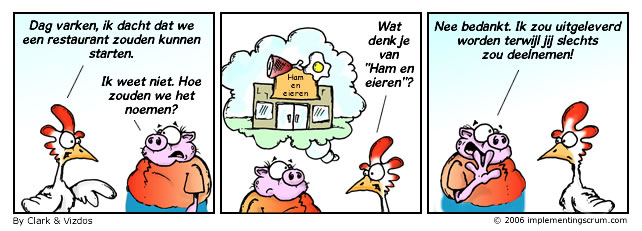 Dag varken, ik dacht dat we
een restaurant zouden kunnen
starten.
Ik weet niet. Hoe
zouden we het
noemen?
Wat
denk je
van
"Ham en
eieren"?
Ham
en
eieren
Nee bedankt. Ik zou uitgeleverd
worden terwijl jij slechts
zou deelnemen!
By Clark & Vizdos
© 2006 implementingscrum.com